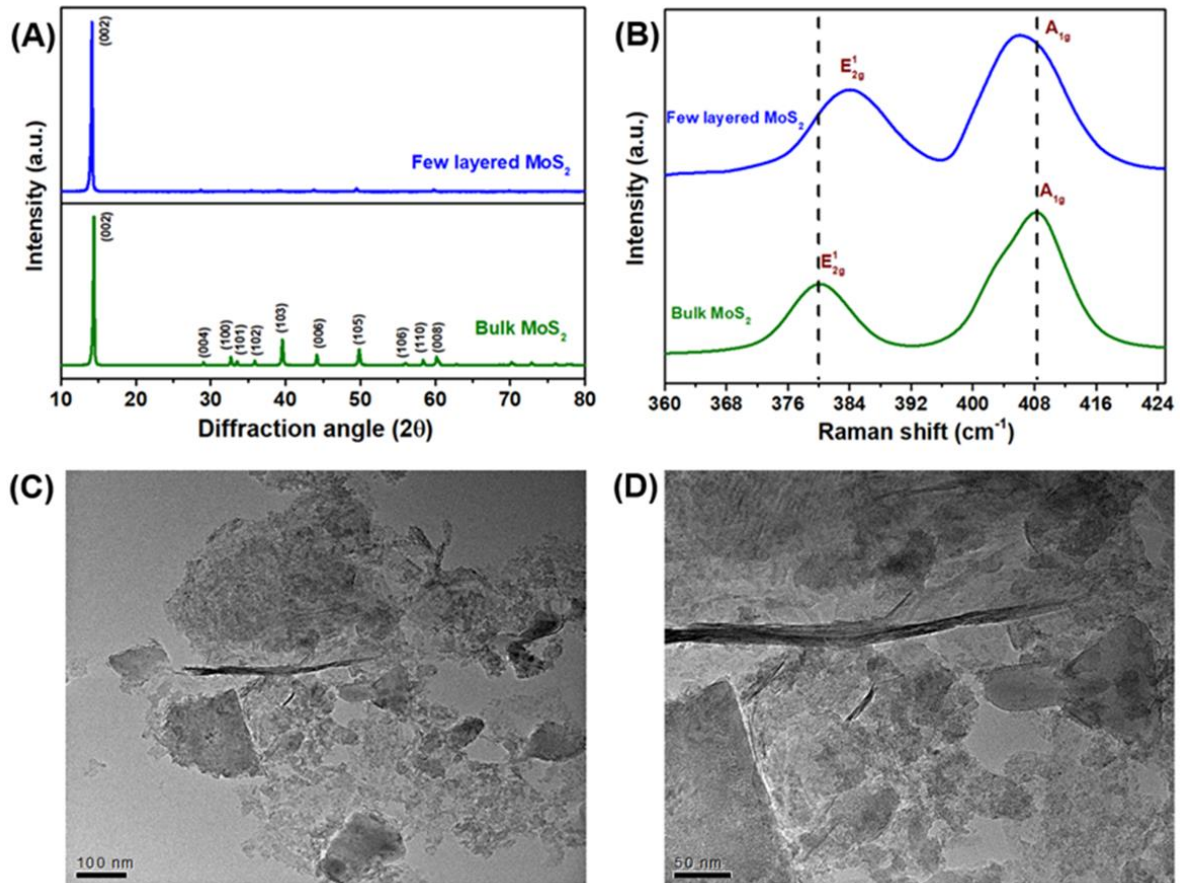 (A)
(002)
Few layered MoS₂
(002)
Bulk MoS₂
(004)
(100)
(101)
(102)
(103)
(006)
(105)
(106)
(110)
(008)
Intensity (a.u.)
10 20 30 40 50 60 70 80
Diffraction angle (2θ)
(B)
A₁g
E¹₂g
Few layered MoS₂
A₁g
E¹₂g
Bulk MoS₂
Intensity (a.u.)
360 368 376 384 392 400 408 416 424
Raman shift (cm⁻¹)
(C)
100 nm
(D)
50 nm